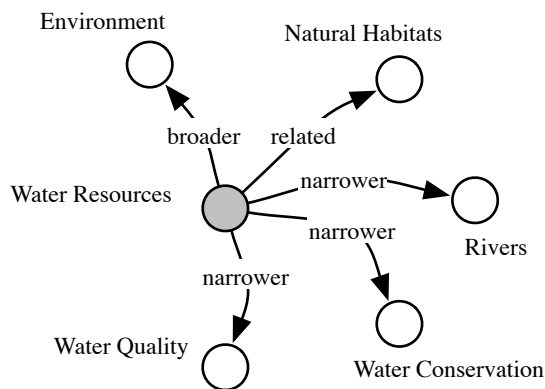 Environment
Natural Habitats
broader
related
Water Resources
narrower
narrower
Rivers
narrower
Water Quality
Water Conservation